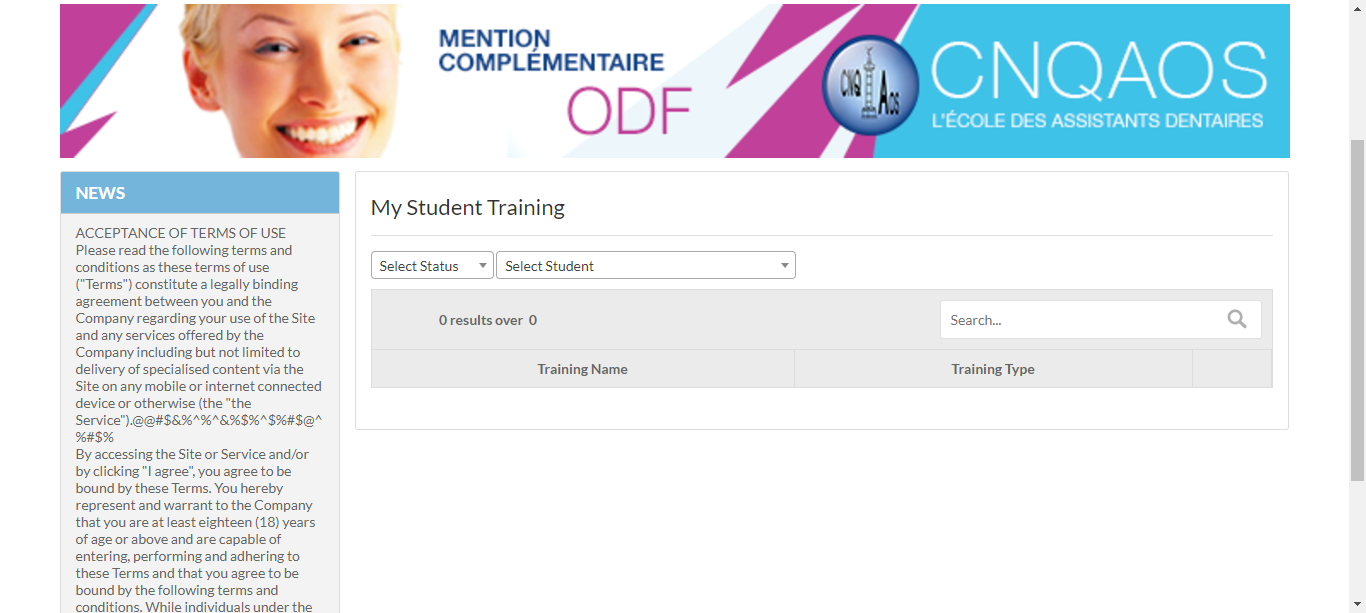 MENTION
COMPLÉMENTAIRE
ODF
CNQ
AOS
CNQAOS
L'ÉCOLE DES ASSISTANTS DENTAIRES
NEWS
ACCEPTANCE OF TERMS OF USE
Please read the following terms and
conditions as these terms of use
("Terms") constitute a legally binding
agreement between you and the
Company regarding your use of the Site
and any services offered by the
Company including but not limited to
delivery of specialised content via the
Site on any mobile or internet connected
device or otherwise (the "the
Service").@@#$&%^%^&%$%^$%#$@^
%#$%
By accessing the Site or Service and/or
by clicking "I agree", you agree to be
bound by these Terms. You hereby
represent and warrant to the Company
that you are at least eighteen (18) years
of age or above and are capable of
entering, performing and adhering to
these Terms and that you agree to be
bound by the following terms and
conditions. While individuals under the
My Student Training
Select Status
Select Student
0 results over 0
Search...
Training Name
Training Type